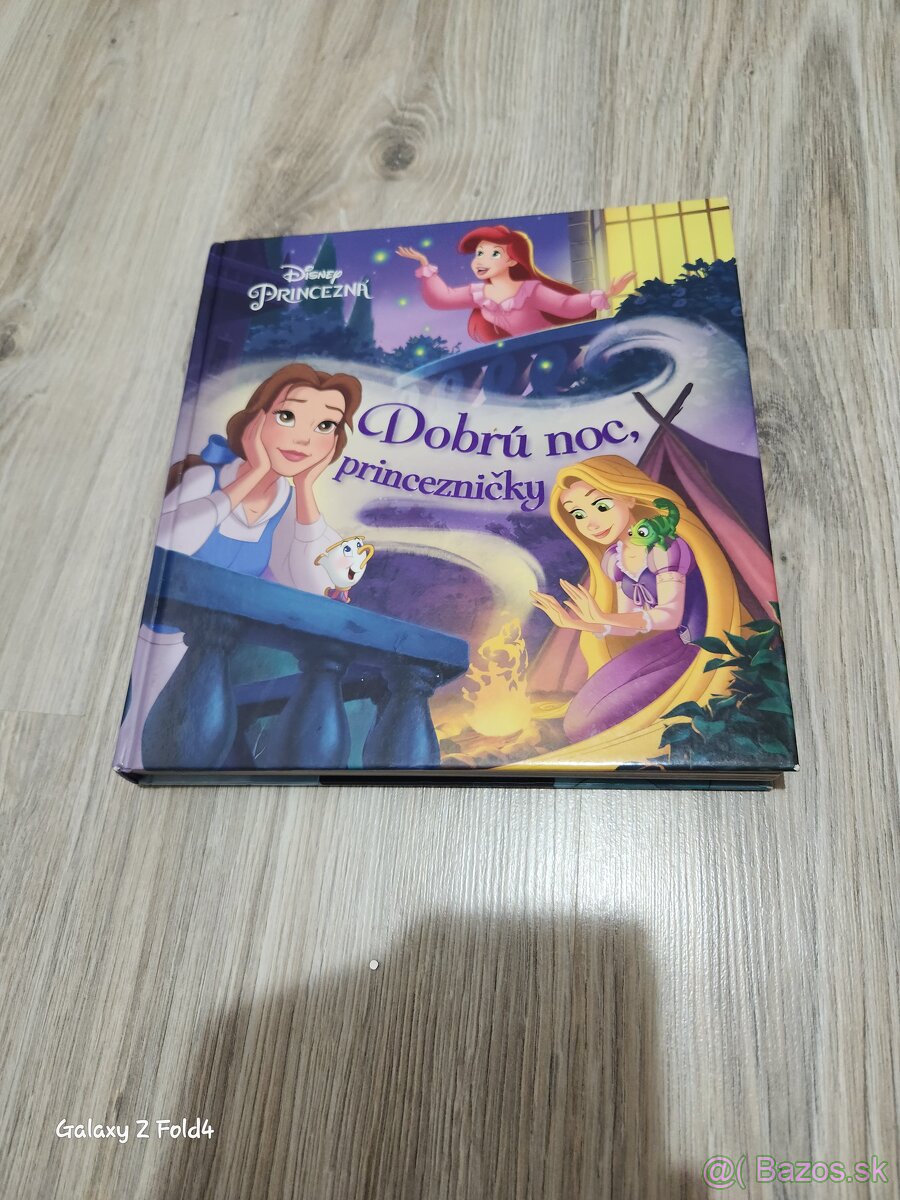 Disney
PRINCEZNÁ
Dobrú noc,
princezničky
Galaxy Z Fold4
@( Bazos.sk